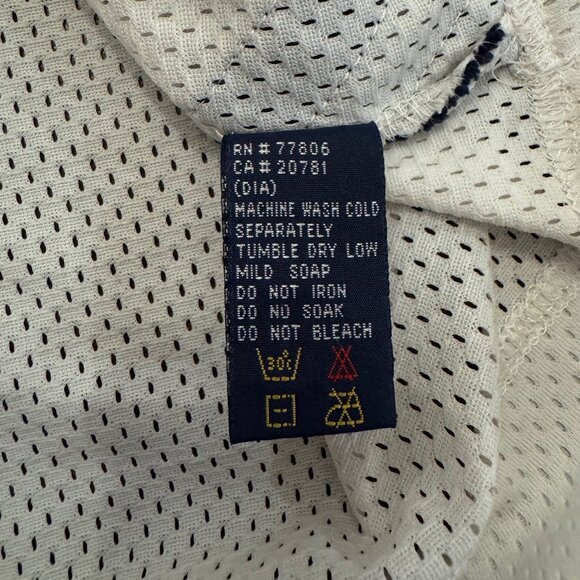 RN # 77806
CA # 20781
(DIA)
MACHINE WASH COLD
SEPARATELY
TUMBLE DRY LOW
MILD SOAP
DO NOT IRON
DO NO SOAK
DO NOT BLEACH
30°